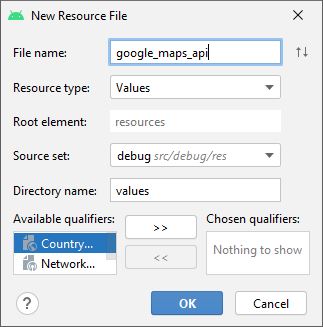 New Resource File
File name: google_maps_api
Resource type: Values
Root element: resources
Source set: debug src/debug/res
Directory name: values
Available qualifiers: Chosen qualifiers:
Country... >> Nothing to show
Network... <<
? OK Cancel